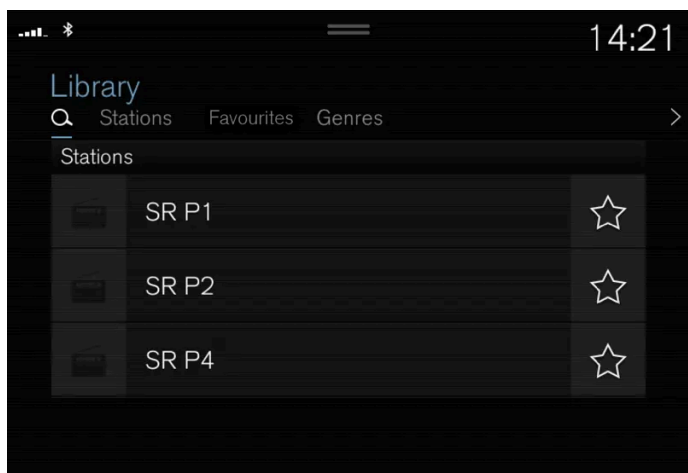 14:21
Library
Stations Favourites Genres
Stations
SR P1
SR P2
SR P4